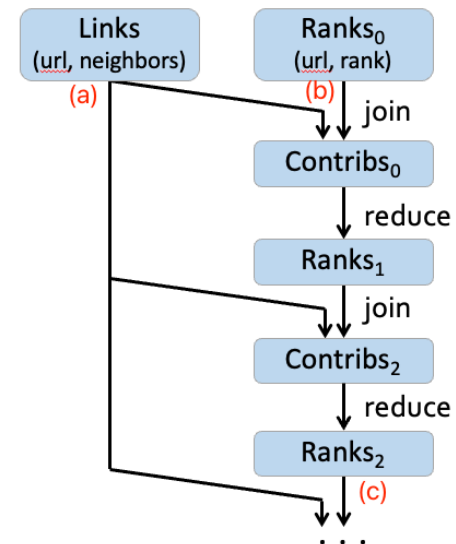 Links
(url, neighbors)
(a)
Ranks₀
(url, rank)
(b)
join
Contribs₀
reduce
Ranks₁
join
Contribs₂
reduce
Ranks₂
(c)
. . .